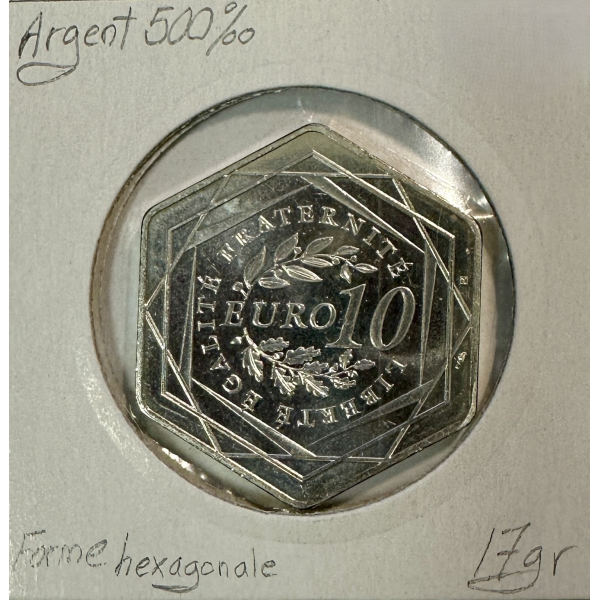 Argent 500‰
FRATERNITÉ
EURO 10
LIBERTÉ ÉGALITÉ
Forme hexagonale
17gr